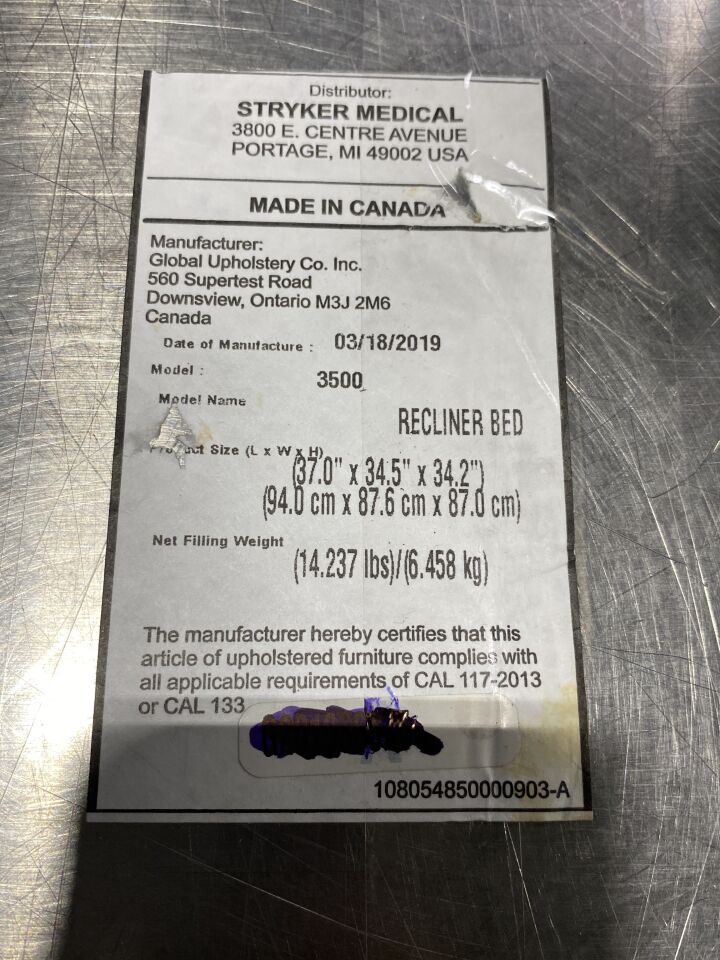 Distributor:
STRYKER MEDICAL
3800 E. CENTRE AVENUE
PORTAGE, MI 49002 USA
MADE IN CANADA
Manufacturer:
Global Upholstery Co. Inc.
560 Supertest Road
Downsview, Ontario M3J 2M6
Canada
Date of Manufacture : 03/18/2019
Model :
3500
Model Name
RECLINER BED
Product Size (L x W x H)
(37.0" x 34.5" x 34.2")
(94.0 cm x 87.6 cm x 87.0 cm)
Net Filling Weight
(14.237 lbs)/(6.458 kg)
The manufacturer hereby certifies that this
article of upholstered furniture complies with
all applicable requirements of CAL 117-2013
or CAL 133
108054850000903-A